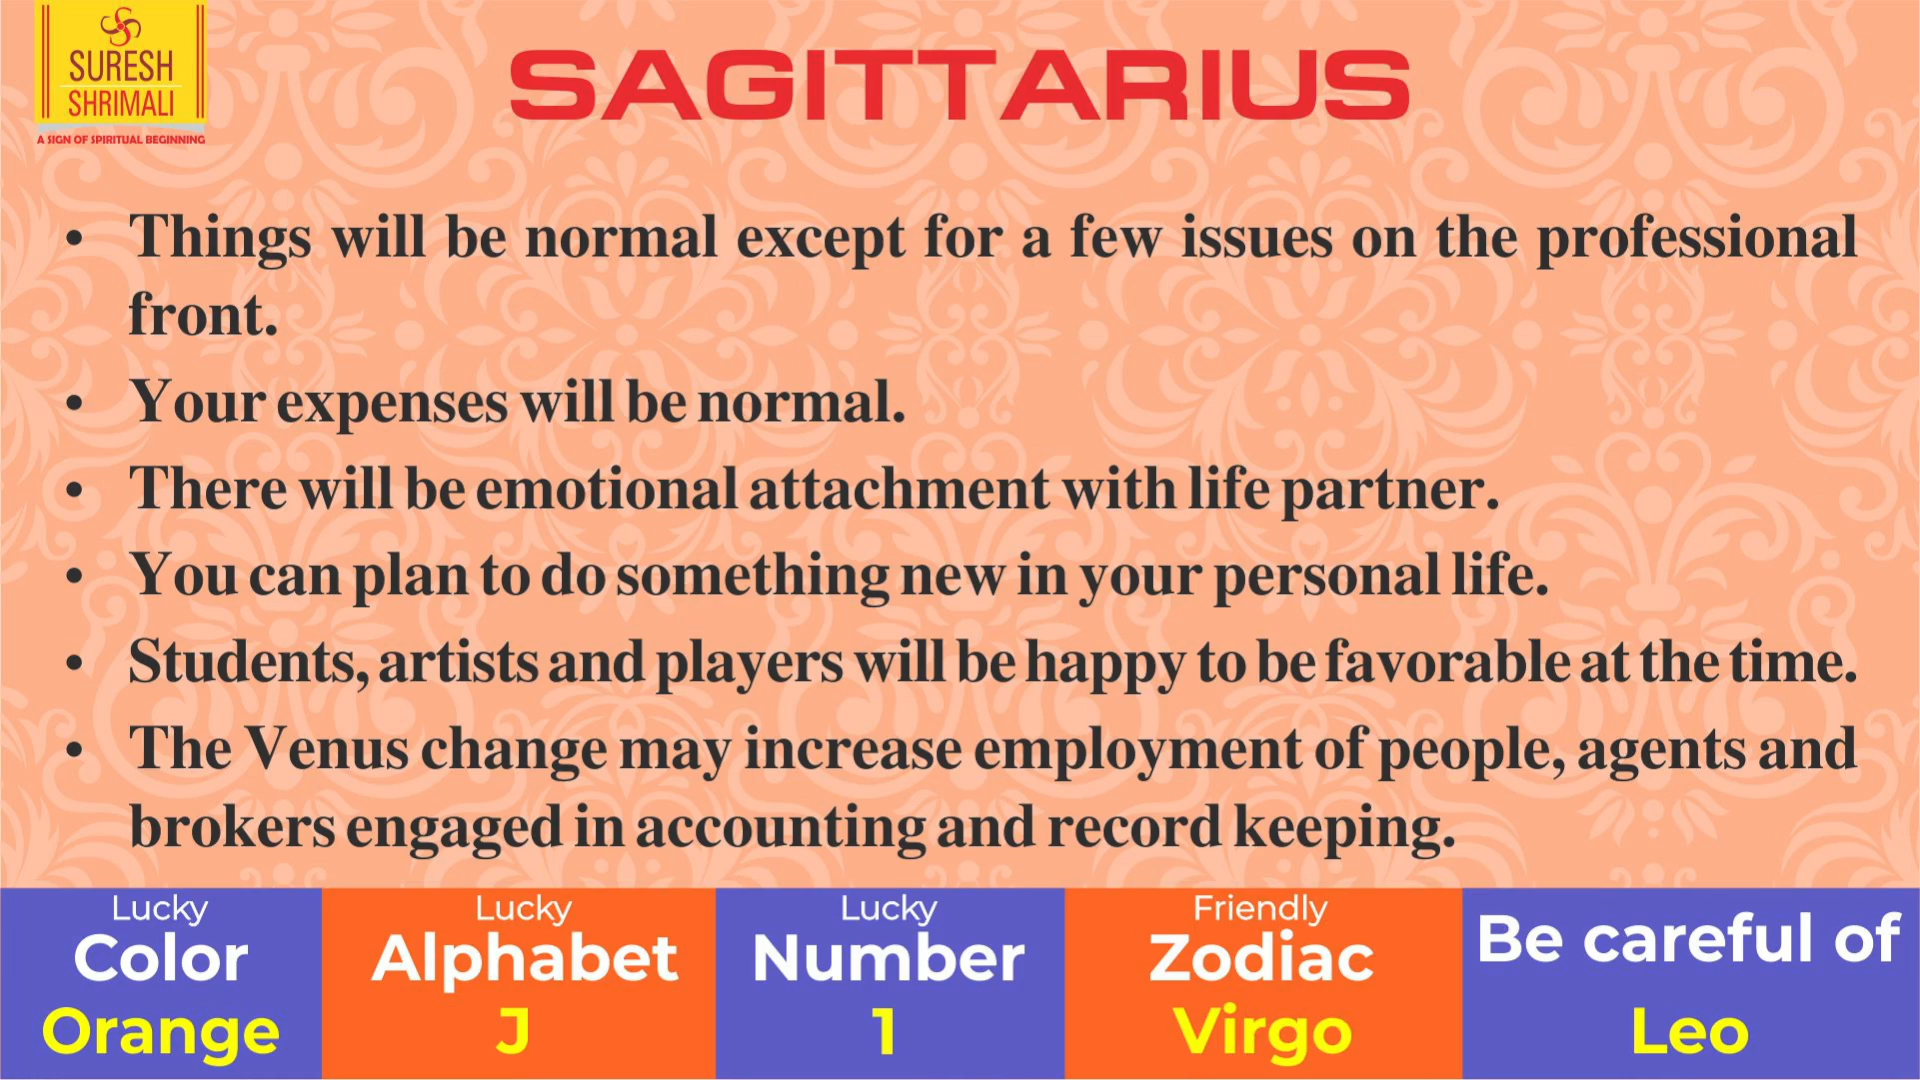 SURESH
SHRIMALI
A SIGN OF SPIRITUAL BEGINNING
SAGITTARIUS
• Things will be normal except for a few issues on the professional
front.
• Your expenses will be normal.
• There will be emotional attachment with life partner.
• You can plan to do something new in your personal life.
• Students, artists and players will be happy to be favorable at the time.
• The Venus change may increase employment of people, agents and
brokers engaged in accounting and record keeping.
Lucky
Color
Orange
Lucky
Alphabet
J
Lucky
Number
1
Friendly
Zodiac
Virgo
Be careful of
Leo